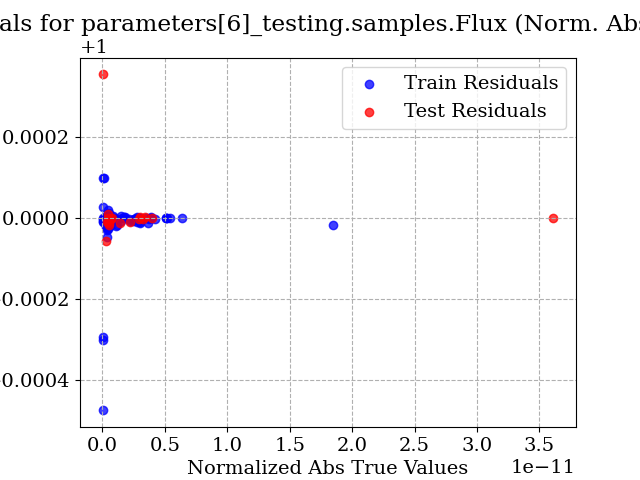 als for parameters[6]_testing.samples.Flux (Norm. Abs
+1
Train Residuals
Test Residuals
0.0002
0.0000
0.0002
0.0004
0.0 0.5 1.0 1.5 2.0 2.5 3.0 3.5
Normalized Abs True Values 1e−11